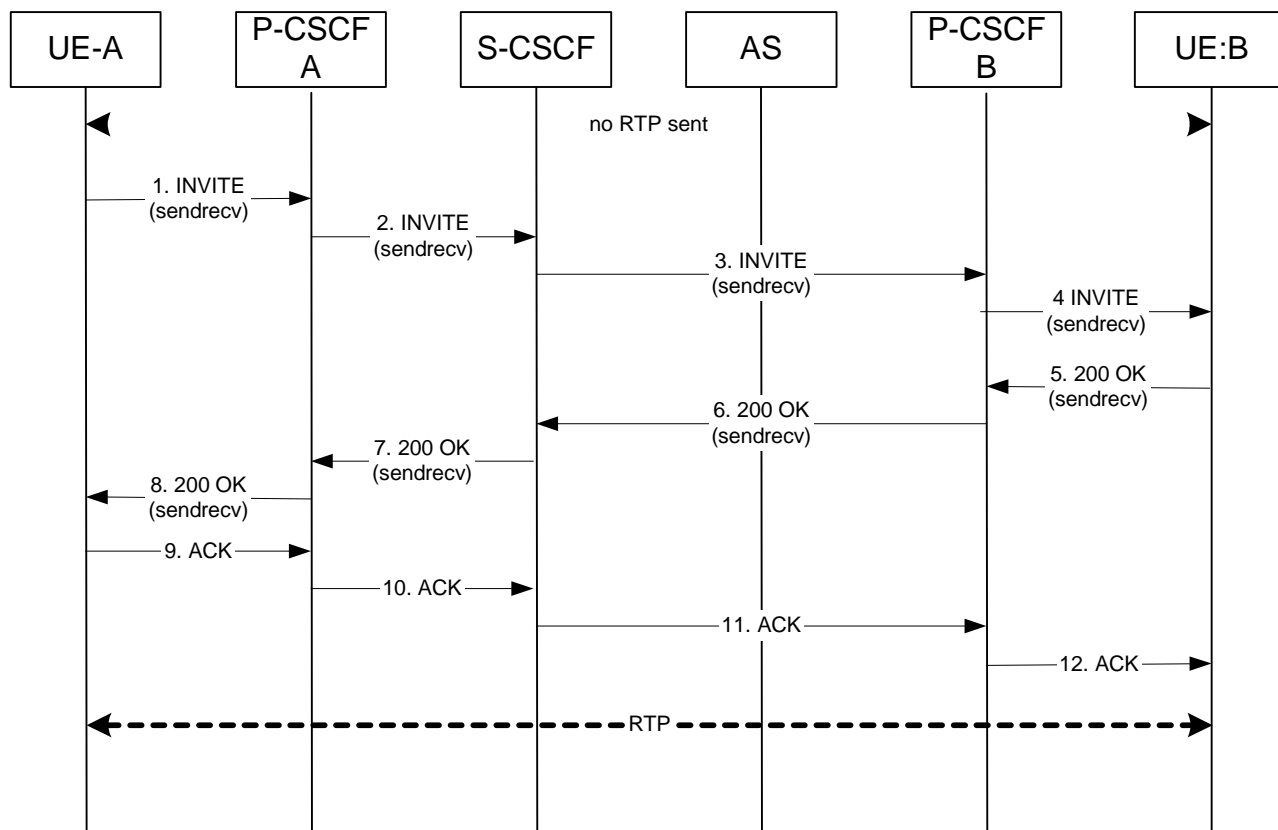 UE-A
P-CSCF
A
S-CSCF
AS
P-CSCF
B
UE:B
no RTP sent
1. INVITE
(sendrecv)
2. INVITE
(sendrecv)
3. INVITE
(sendrecv)
4 INVITE
(sendrecv)
5. 200 OK
(sendrecv)
6. 200 OK
(sendrecv)
7. 200 OK
(sendrecv)
8. 200 OK
(sendrecv)
9. ACK
10. ACK
11. ACK
12. ACK
RTP